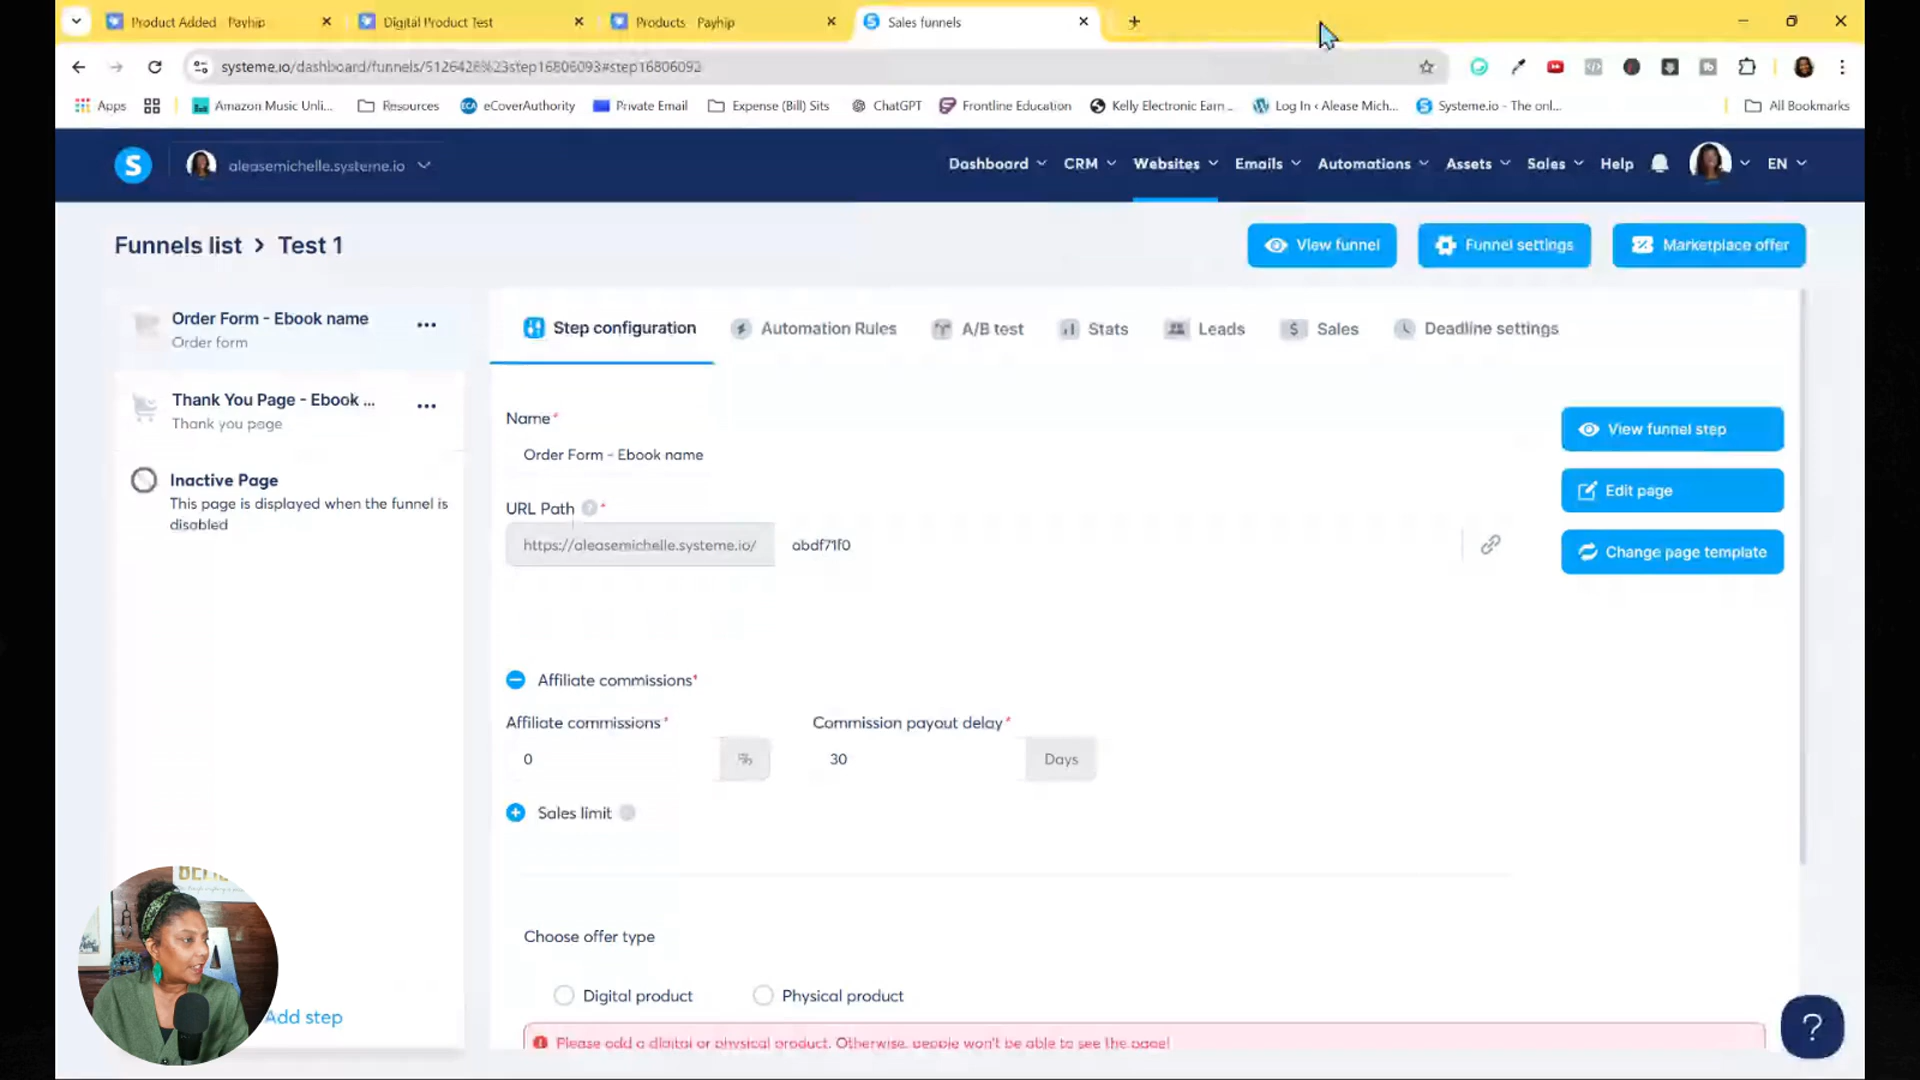 Product Added Payhip
Digital Product Test
Products Payhip
Sales funnels
systeme.io/dashboard/funnels/5126428%23step16806093#step16806092
Apps
Amazon Music Unli...
Resources
eCoverAuthority
Private Email
Expense (Bill) Sits
ChatGPT
Frontline Education
Kelly Electronic Earn...
Log In ‹ Alease Mich...
Systeme.io - The onl...
All Bookmarks
aleasemichelle.systeme.io
Dashboard
CRM
Websites
Emails
Automations
Assets
Sales
Help
EN
Funnels list > Test 1
View funnel
Funnel settings
Marketplace offer
Order Form - Ebook name
Order form
Thank You Page - Ebook ...
Thank you page
Inactive Page
This page is displayed when the funnel is
disabled
Add step
Step configuration
Automation Rules
A/B test
Stats
Leads
Sales
Deadline settings
Name*
Order Form - Ebook name
URL Path *
https://aleasemichelle.systeme.io/
abdf71f0
View funnel step
Edit page
Change page template
Affiliate commissions*
Affiliate commissions*
Commission payout delay*
0
%
30
Days
Sales limit
Choose offer type
Digital product
Physical product
Please add a digital or physical product. Otherwise, people won't be able to see the page!